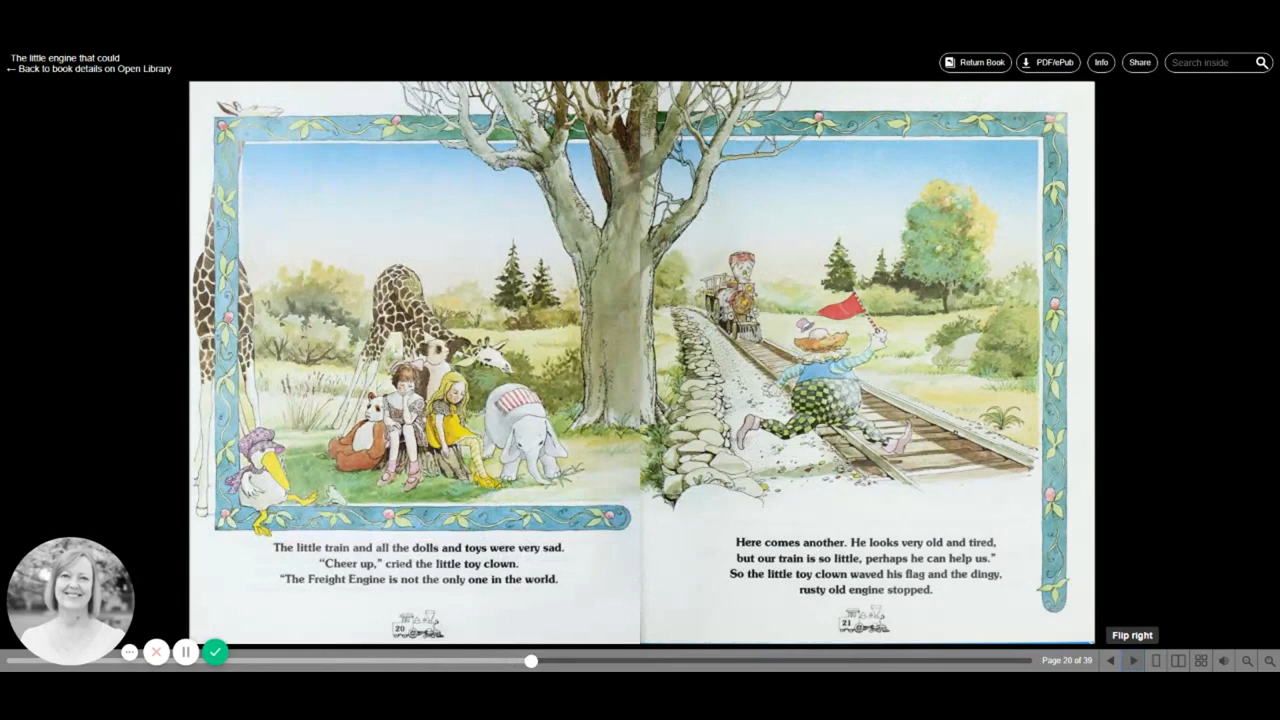 The little engine that could
← Back to book details on Open Library
Return Book
PDF/ePub
Info
Share
Search inside
The little train and all the dolls and toys were very sad.
"Cheer up," cried the little toy clown.
"The Freight Engine is not the only one in the world.
20
Here comes another. He looks very old and tired,
but our train is so little, perhaps he can help us."
So the little toy clown waved his flag and the dingy,
rusty old engine stopped.
21
Flip right
Page 20 of 39